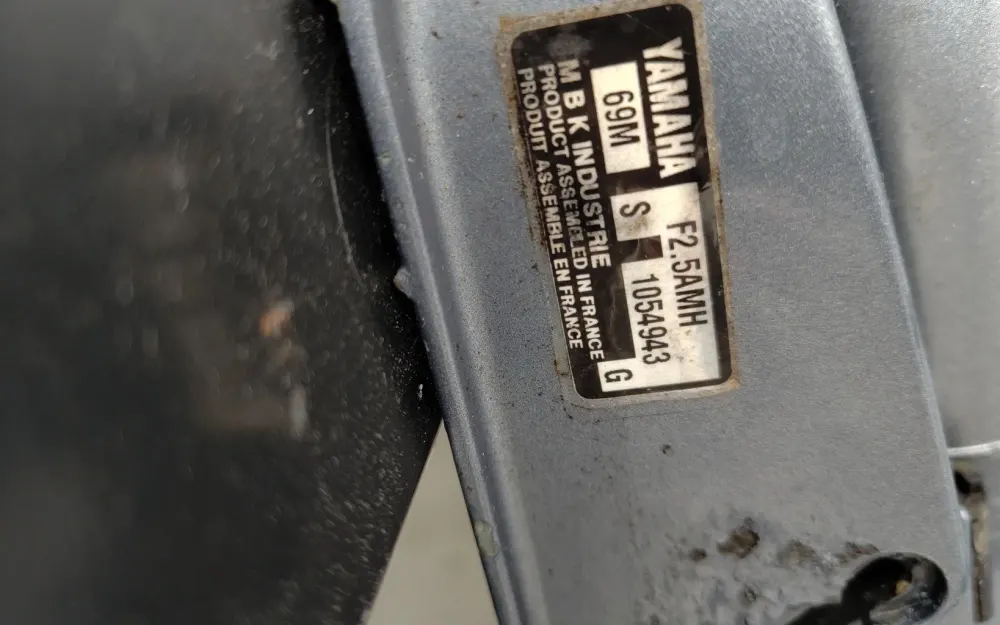 YAMAHA F2.5AMH
69M S 1054943
G
M B K INDUSTRIE
PRODUCT ASSEMBLED IN FRANCE
PRODUIT ASSEMBLE EN FRANCE